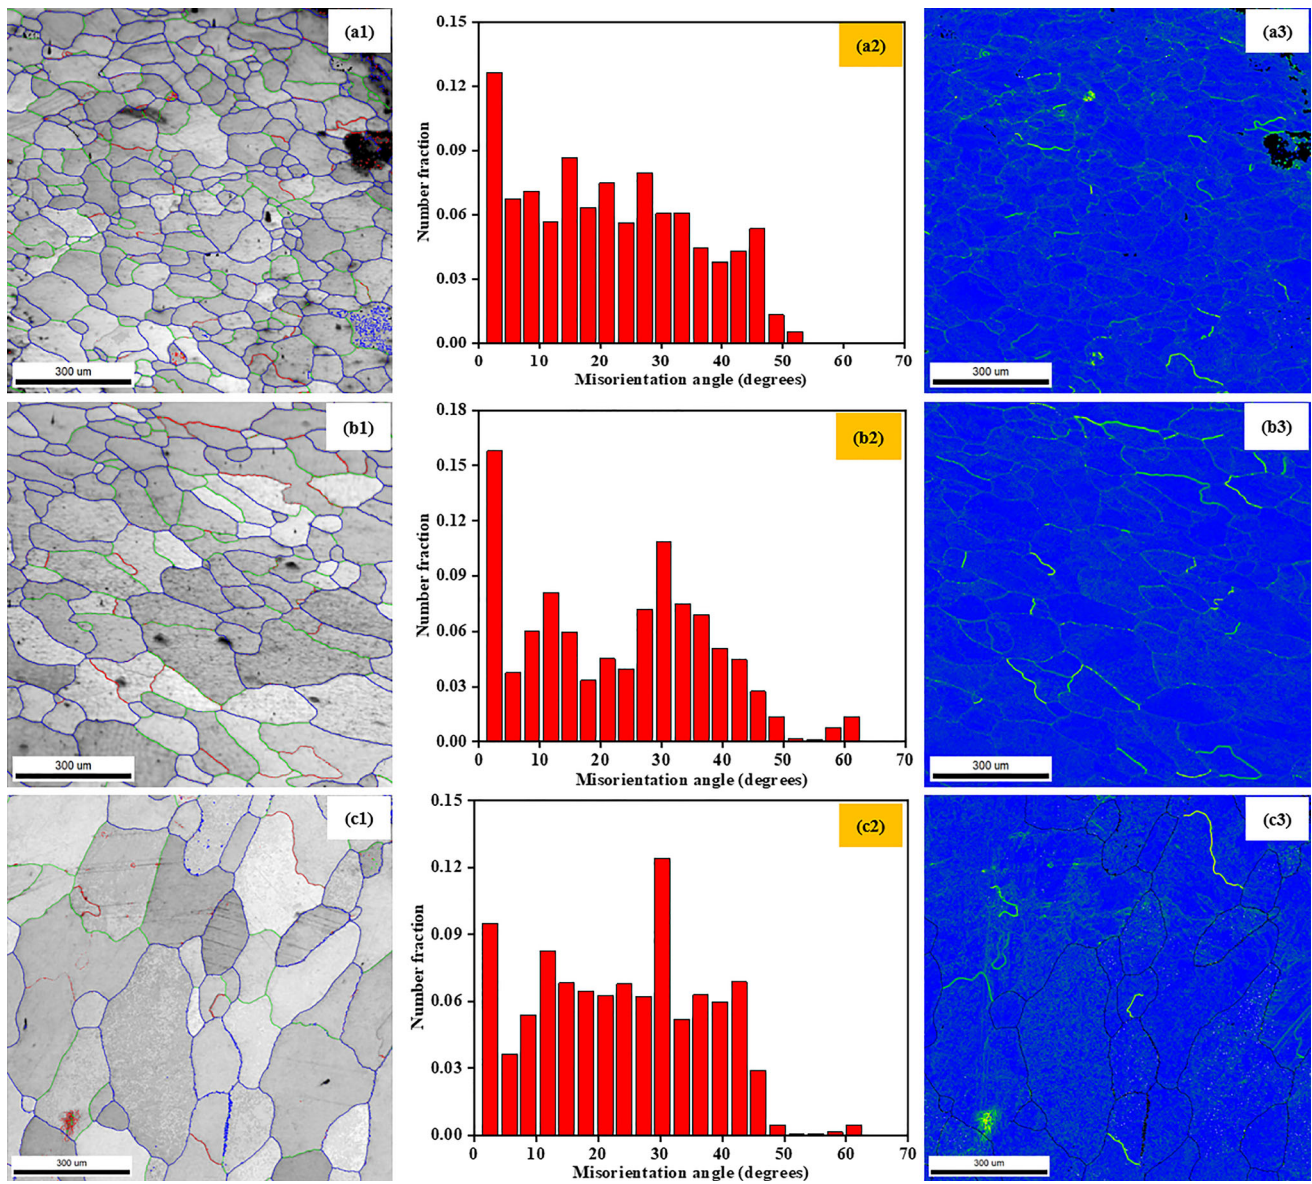 (a1)
300 um
0.15
0.12
0.09
0.06
0.03
0.00
Number fraction
(a2)
0 10 20 30 40 50 60 70
Misorientation angle (degrees)
(a3)
300 um
(b1)
300 um
0.18
0.15
0.12
0.09
0.06
0.03
0.00
Number fraction
(b2)
0 10 20 30 40 50 60 70
Misorientation angle (degrees)
(b3)
300 um
(c1)
300 um
0.15
0.12
0.09
0.06
0.03
0.00
Number fraction
(c2)
0 10 20 30 40 50 60 70
Misorientation angle (degrees)
(c3)
300 um